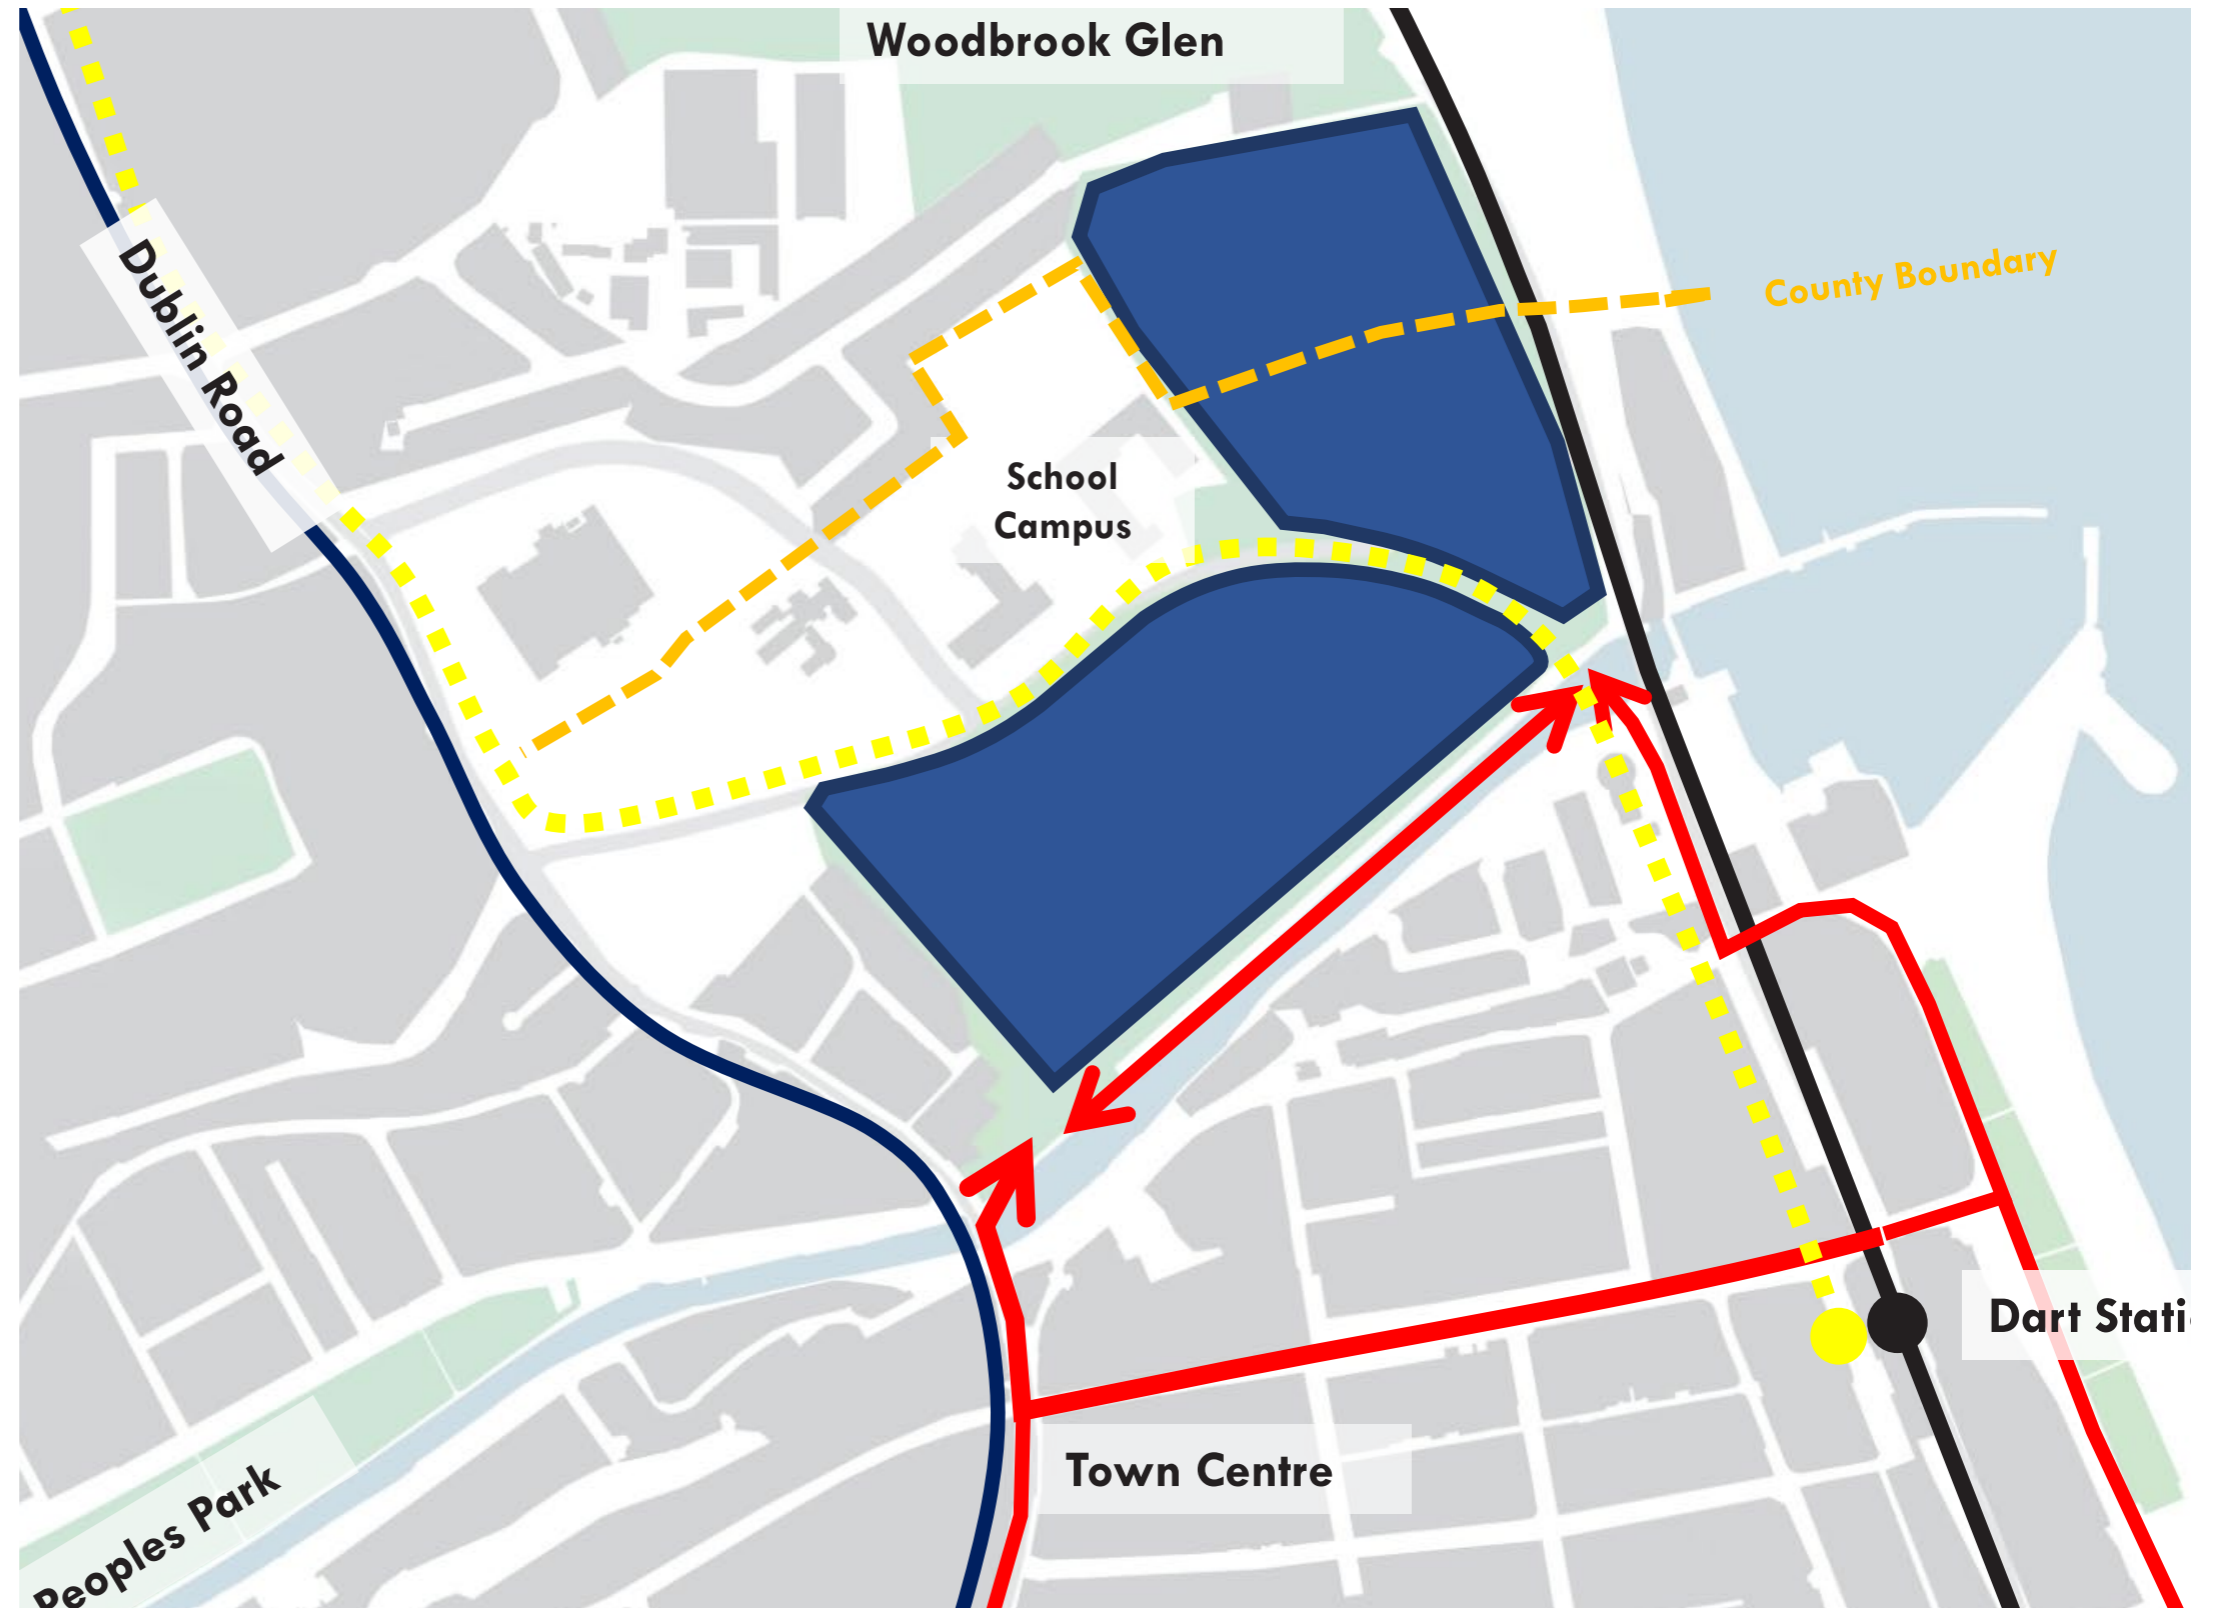 Woodbrook Glen
Dublin Road
County Boundary
School
Campus
Dart Stati
Town Centre
Peoples Park